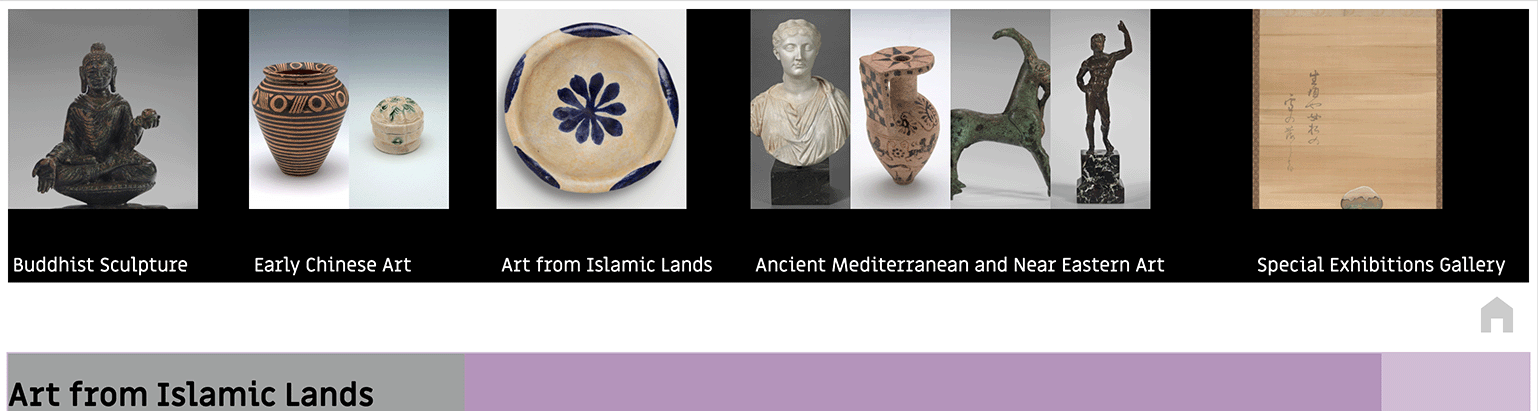 Buddhist Sculpture
Early Chinese Art
Art from Islamic Lands
Ancient Mediterranean and Near Eastern Art
Special Exhibitions Gallery
Art from Islamic Lands